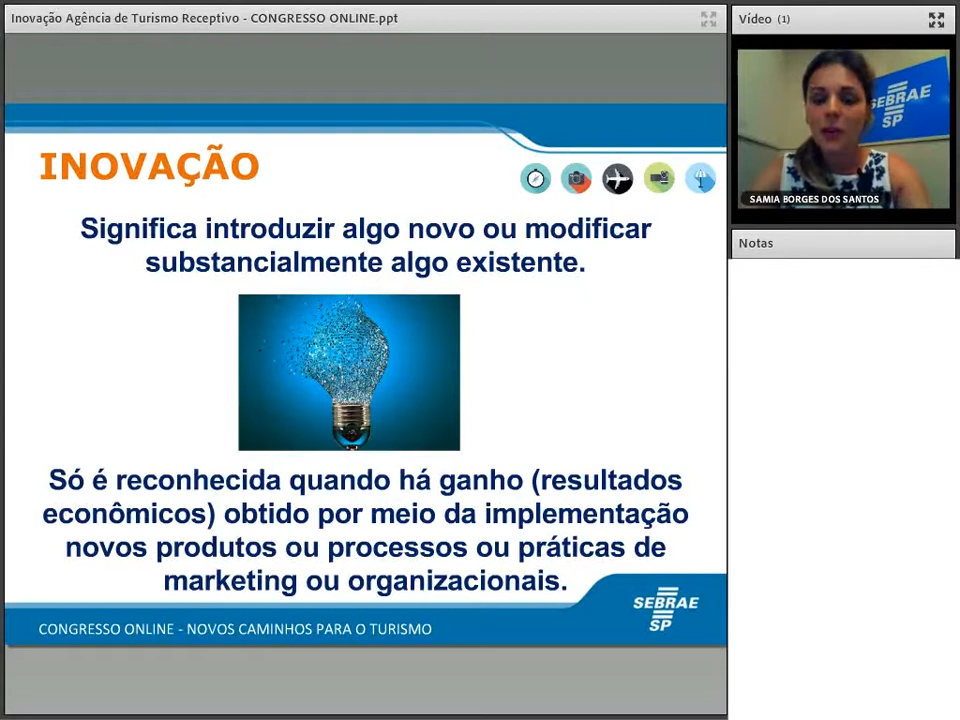 Inovação Agência de Turismo Receptivo - CONGRESSO ONLINE.ppt
Vídeo (1)
SEBRAE
SP
SAMIA BORGES DOS SANTOS
Notas
INOVAÇÃO
Significa introduzir algo novo ou modificar
substancialmente algo existente.
Só é reconhecida quando há ganho (resultados
econômicos) obtido por meio da implementação
novos produtos ou processos ou práticas de
marketing ou organizacionais.
SEBRAE
SP
CONGRESSO ONLINE - NOVOS CAMINHOS PARA O TURISMO